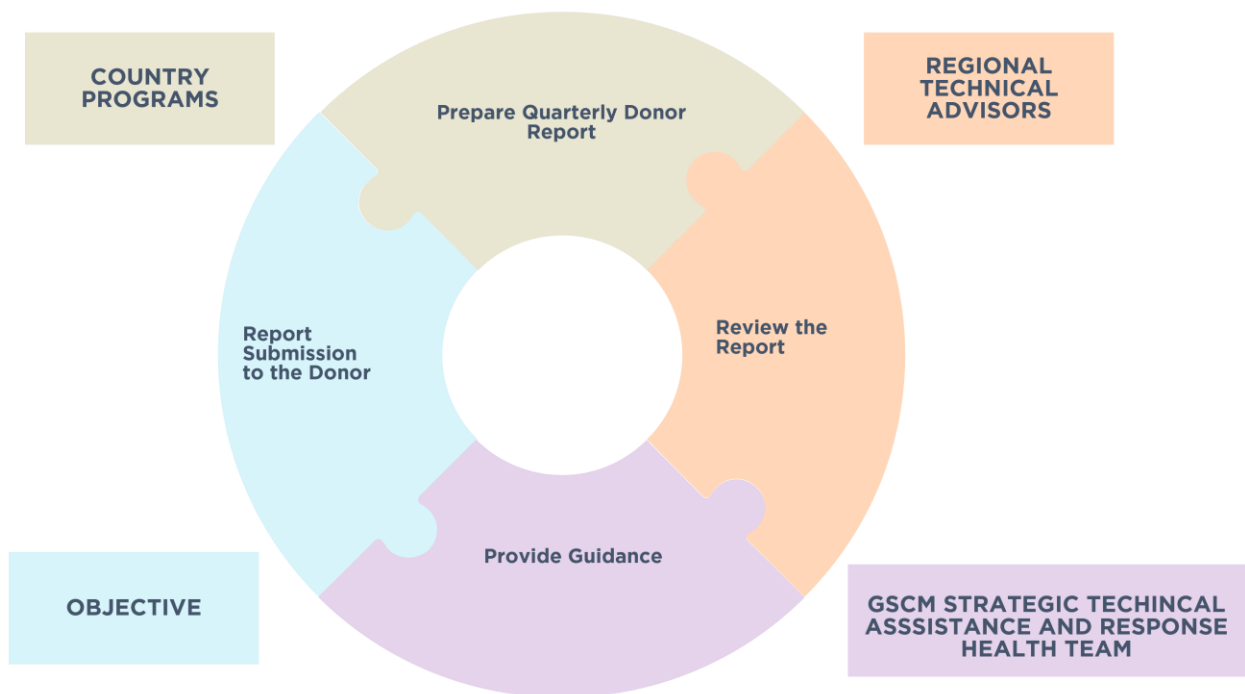 COUNTRY
PROGRAMS
REGIONAL
TECHNICAL
ADVISORS
Prepare Quarterly Donor
Report
Report
Submission
to the Donor
Review the
Report
Provide Guidance
OBJECTIVE
GSCM STRATEGIC TECHINCAL
ASSSISTANCE AND RESPONSE
HEALTH TEAM